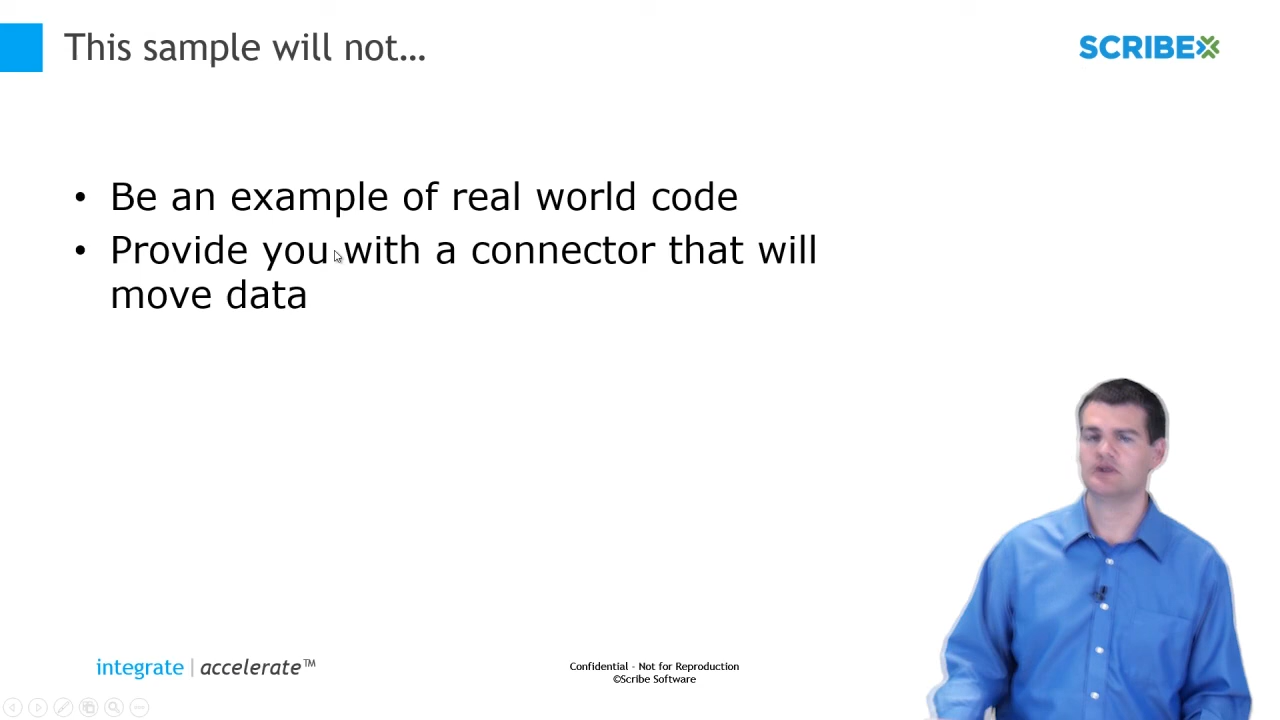 This sample will not...
SCRIBE
• Be an example of real world code
• Provide you with a connector that will
move data
integrate | accelerate™
Confidential - Not for Reproduction
©Scribe Software